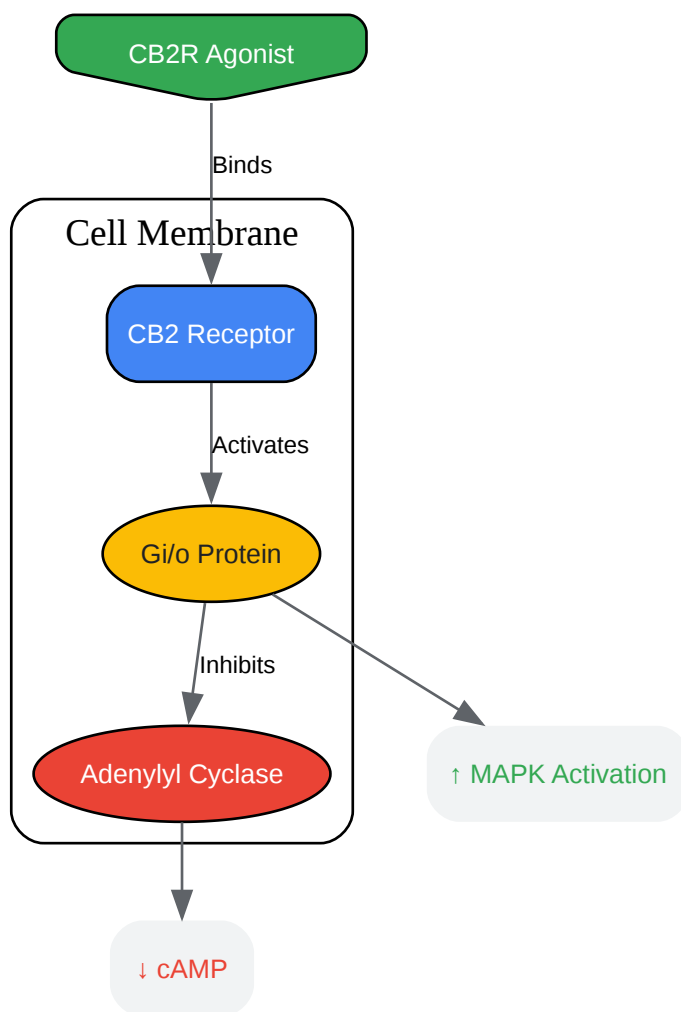 CB2R Agonist
Binds
Cell Membrane
CB2 Receptor
Activates
Gi/o Protein
Inhibits
Adenylyl Cyclase
↑ MAPK Activation
↓ cAMP